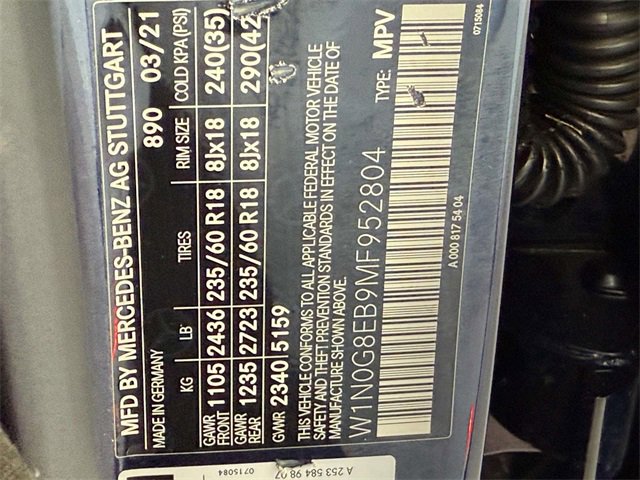 MFD BY MERCEDES-BENZ AG STUTTGART
MADE IN GERMANY 890 03/21
KG LB TIRES RIM SIZE COLD KPA(PSI)
GAWR FRONT 1105 2436 235/60 R18 8Jx18 240(35
GAWR REAR 1235 2723 235/60 R18 8Jx18 290(42
GVWR 2340 5159
THIS VEHICLE CONFORMS TO ALL APPLICABLE FEDERAL MOTOR VEHICLE
SAFETY AND THEFT PREVENTION STANDARDS IN EFFECT ON THE DATE OF
MANUFACTURE SHOWN ABOVE.
W1N0G8EB9MF952804 TYPE: MPV
A 000 817 54 04
0715084
A 253 584 98 07
0715084